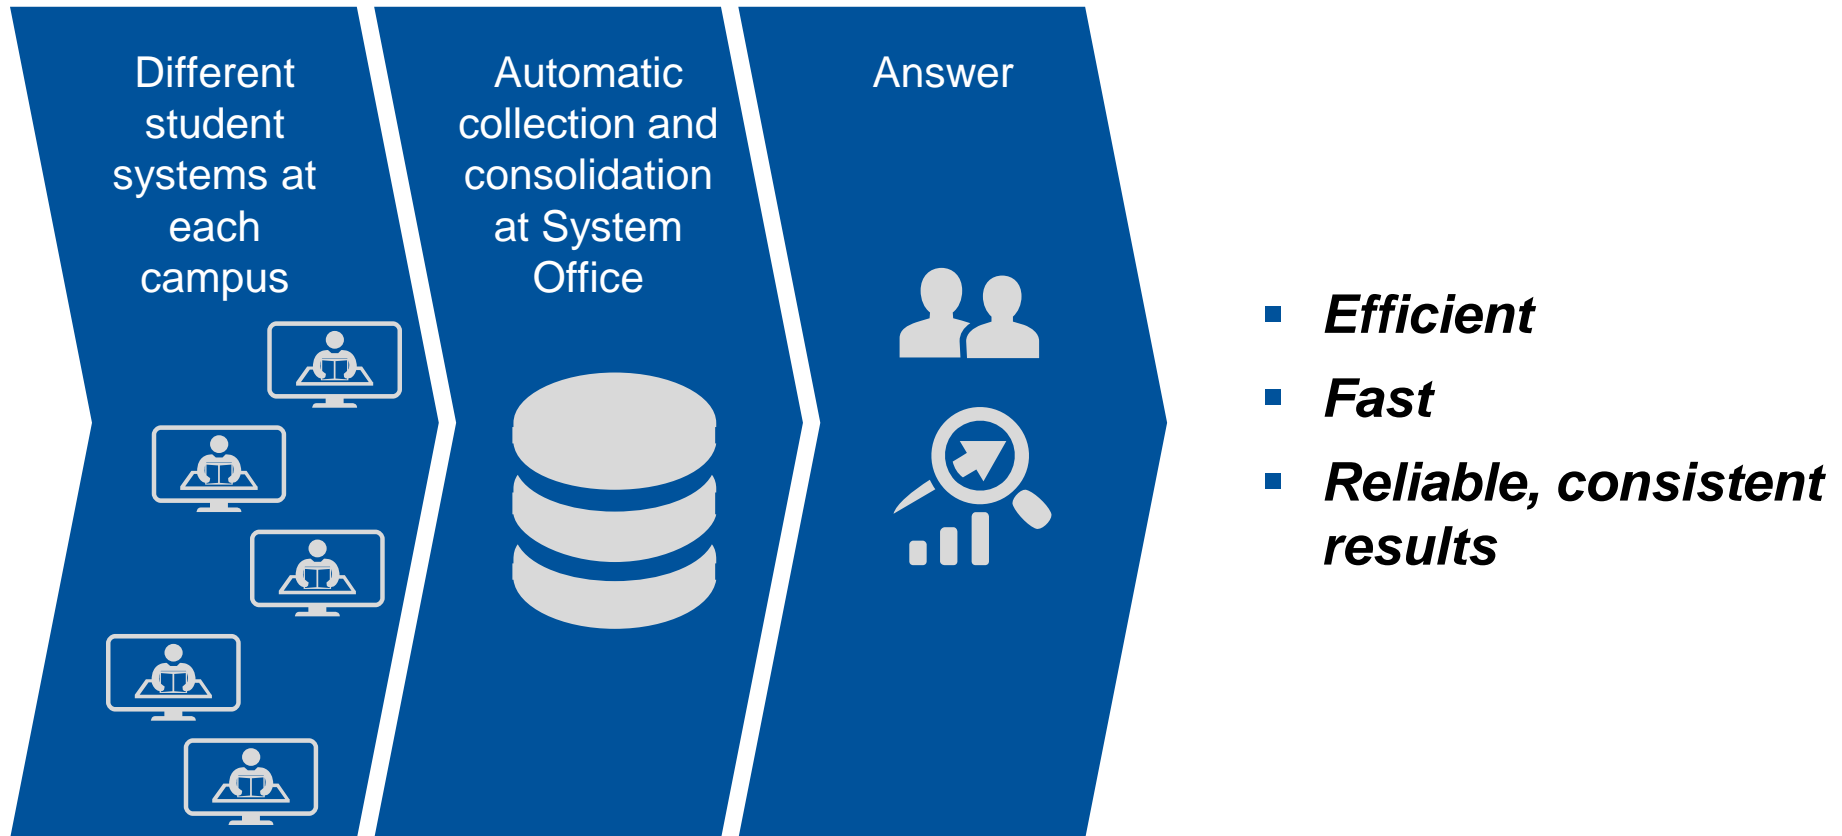 Different
student
systems at
each
campus
Automatic
collection and
consolidation
at System
Office
Answer
▪ Efficient
▪ Fast
▪ Reliable, consistent
results